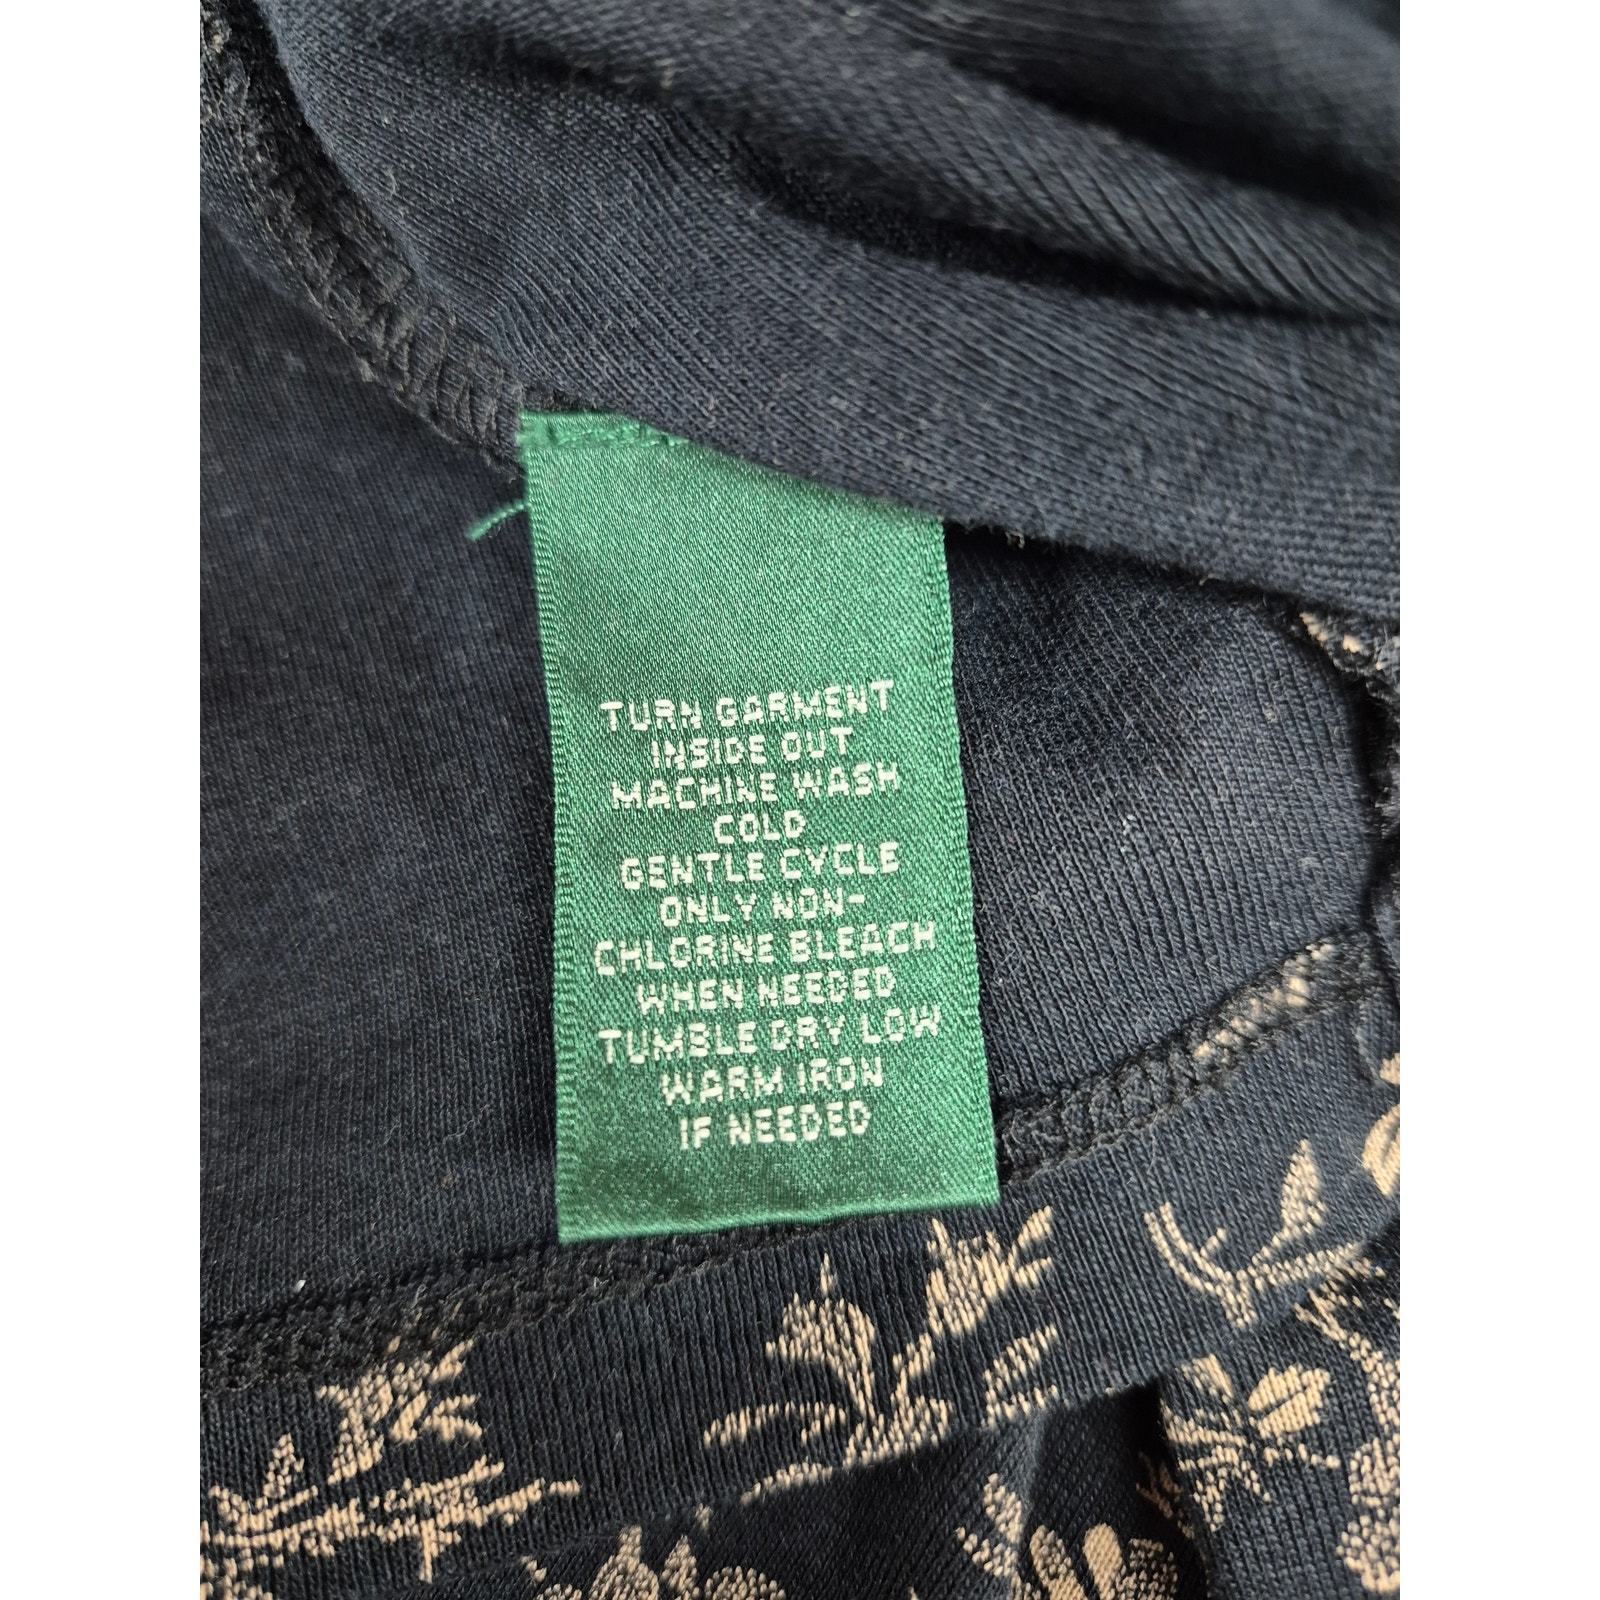 TURN GARMENT
INSIDE OUT
MACHINE WASH
COLD
GENTLE CYCLE
ONLY NON-
CHLORINE BLEACH
WHEN NEEDED
TUMBLE DRY LOW
WARM IRON
IF NEEDED